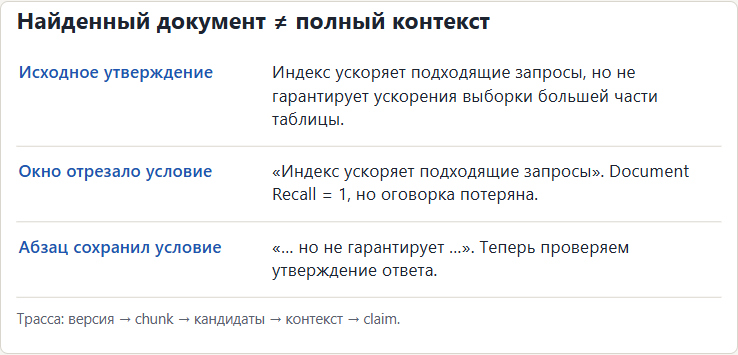 Найденный документ ≠ полный контекст
Исходное утверждение
Индекс ускоряет подходящие запросы, но не
гарантирует ускорения выборки большей части
таблицы.
Окно отрезало условие
«Индекс ускоряет подходящие запросы». Document
Recall = 1, но оговорка потеряна.
Абзац сохранил условие
«... но не гарантирует ...». Теперь проверяем
утверждение ответа.
Трасса: версия → chunk → кандидаты → контекст → claim.